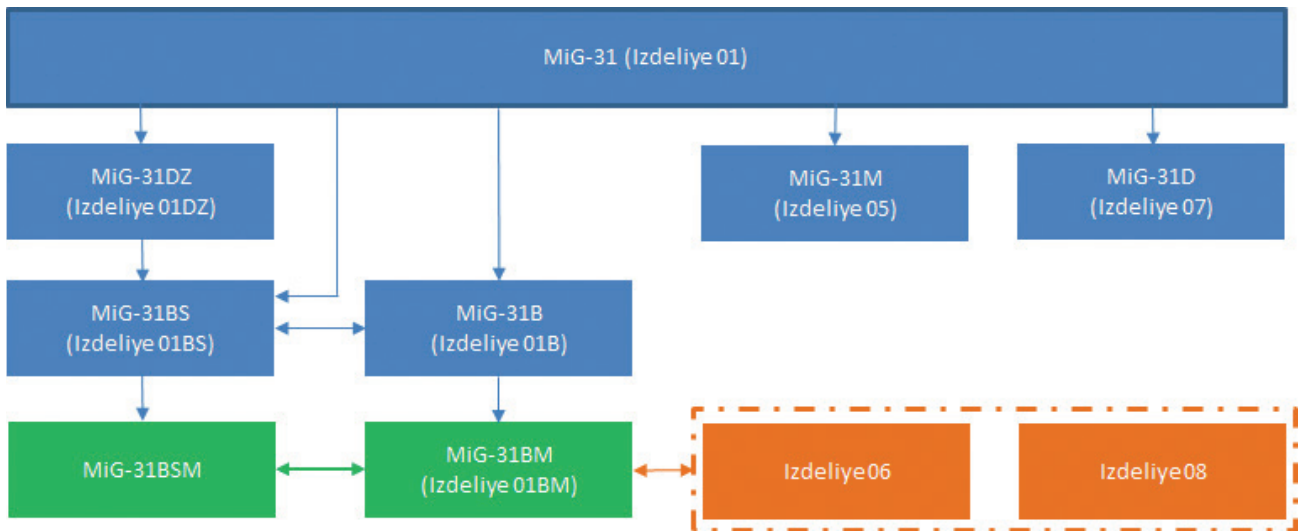 MiG-31 (Izdeliye 01)
MiG-31DZ
(Izdeliye 01DZ)
MiG-31M
(Izdeliye 05)
MiG-31D
(Izdeliye 07)
MiG-31BS
(Izdeliye 01BS)
MiG-31B
(Izdeliye 01B)
MiG-31BSM
MiG-31BM
(Izdeliye 01BM)
Izdeliye 06
Izdeliye 08